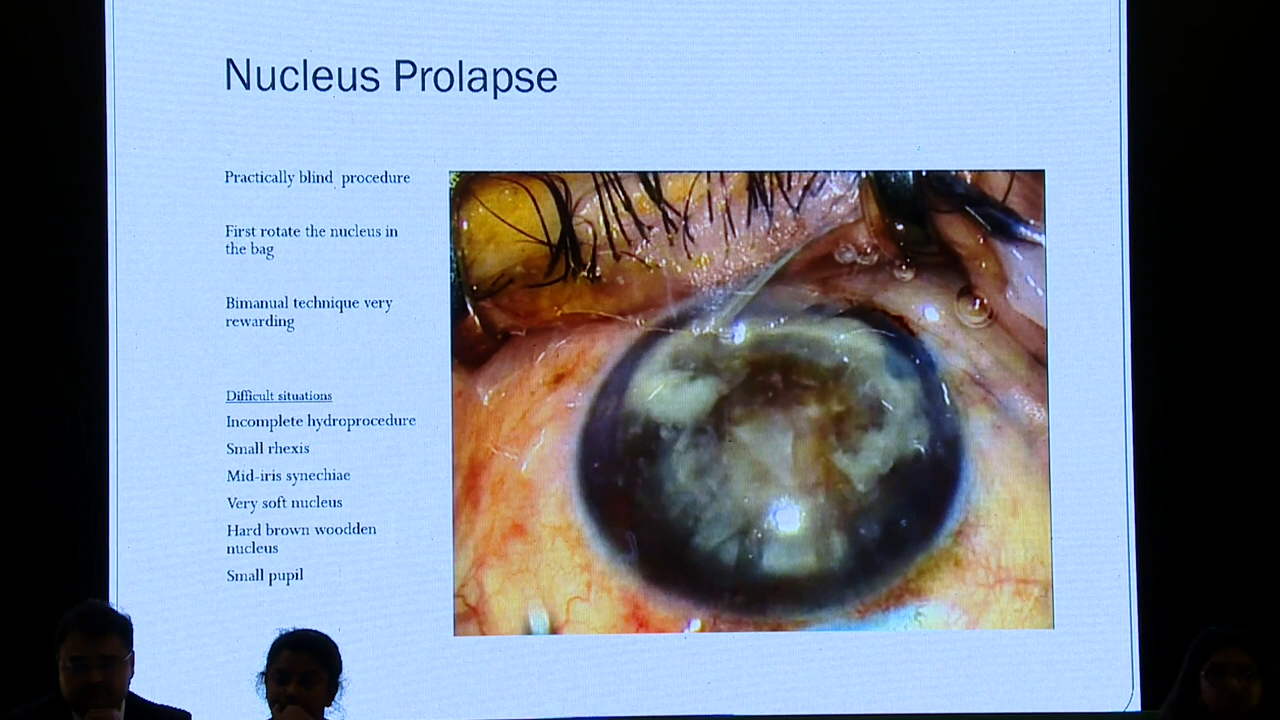 Nucleus Prolapse
Practically blind procedure
First rotate the nucleus in
the bag
Bimanual technique very
rewarding
Difficult situations
Incomplete hydroprocedure
Small rhexis
Mid-iris synechiae
Very soft nucleus
Hard brown woodden
nucleus
Small pupil